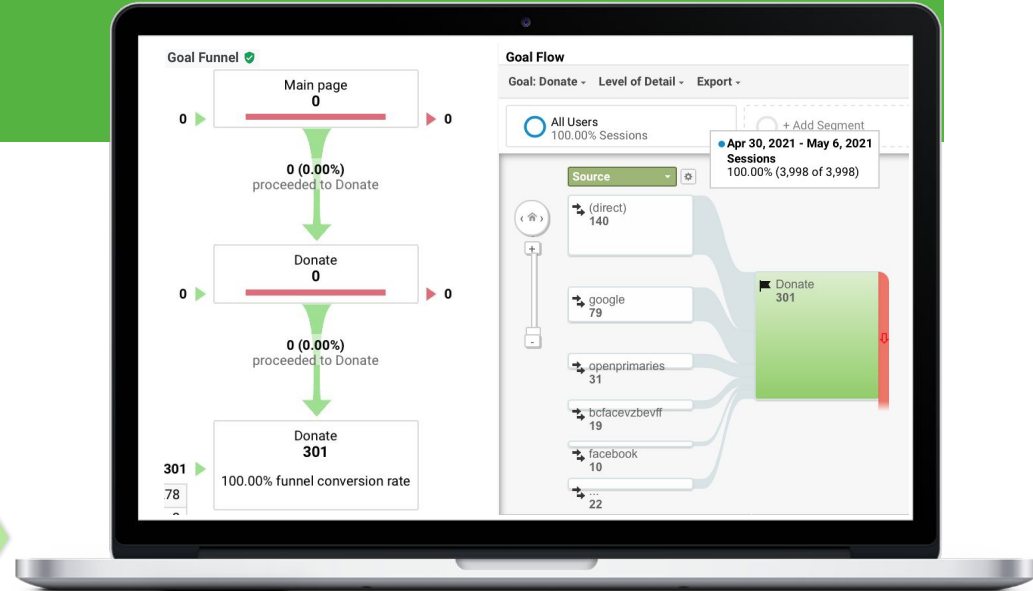 Goal Funnel
Main page
0
0
0
0 (0.00%)
proceeded to Donate
Donate
0
0
0
0 (0.00%)
proceeded to Donate
Donate
301
301
100.00% funnel conversion rate
78
Goal Flow
Goal: Donate Level of Detail Export
All Users
100.00% Sessions
+ Add Segment
Apr 30, 2021 - May 6, 2021
Sessions
100.00% (3,998 of 3,998)
Source
(direct)
140
google
79
openprimaries
31
bcfacevzbevff
19
facebook
10
...
22
+
-
Donate
301